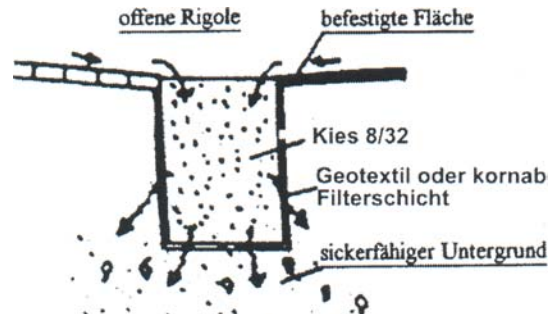 offene Rigole
befestigte Fläche
Kies 8/32
Geotextil oder kornab
Filterschicht
sickerfähiger Untergrund